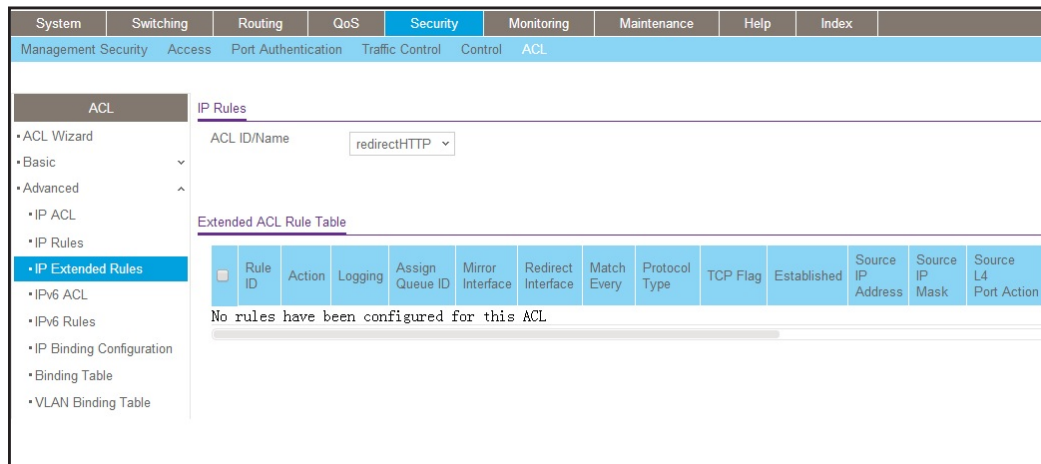 System Switching Routing QoS Security Monitoring Maintenance Help Index
Management Security Access Port Authentication Traffic Control Control ACL
ACL
ACL Wizard
Basic
Advanced
IP ACL
IP Rules
IP Extended Rules
IPv6 ACL
IPv6 Rules
IP Binding Configuration
Binding Table
VLAN Binding Table
IP Rules
ACL ID/Name redirectHTTP
Extended ACL Rule Table
Rule ID Action Logging Assign Queue ID Mirror Interface Redirect Interface Match Every Protocol Type TCP Flag Established Source IP Address Source IP Mask Source L4 Port Action
No rules have been configured for this ACL